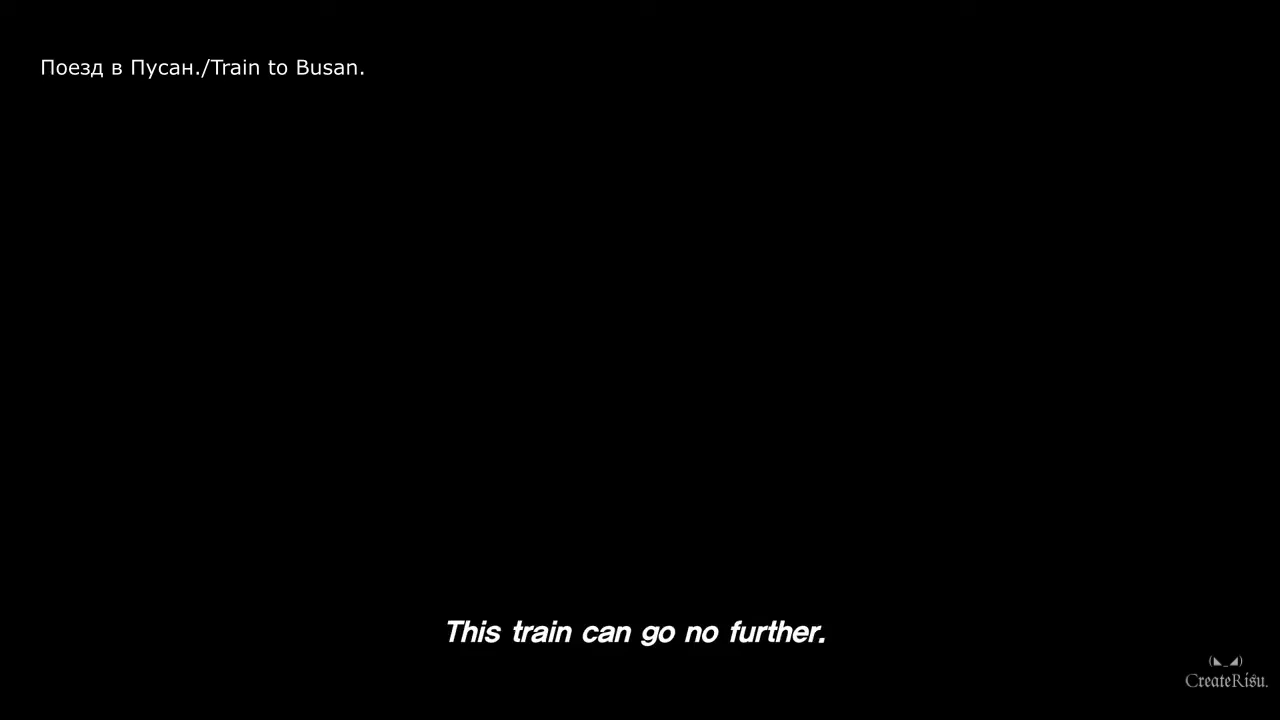 Поезд в Пусан./Train to Busan.
This train can go no further.
(◣_◢)
CreateRisu.